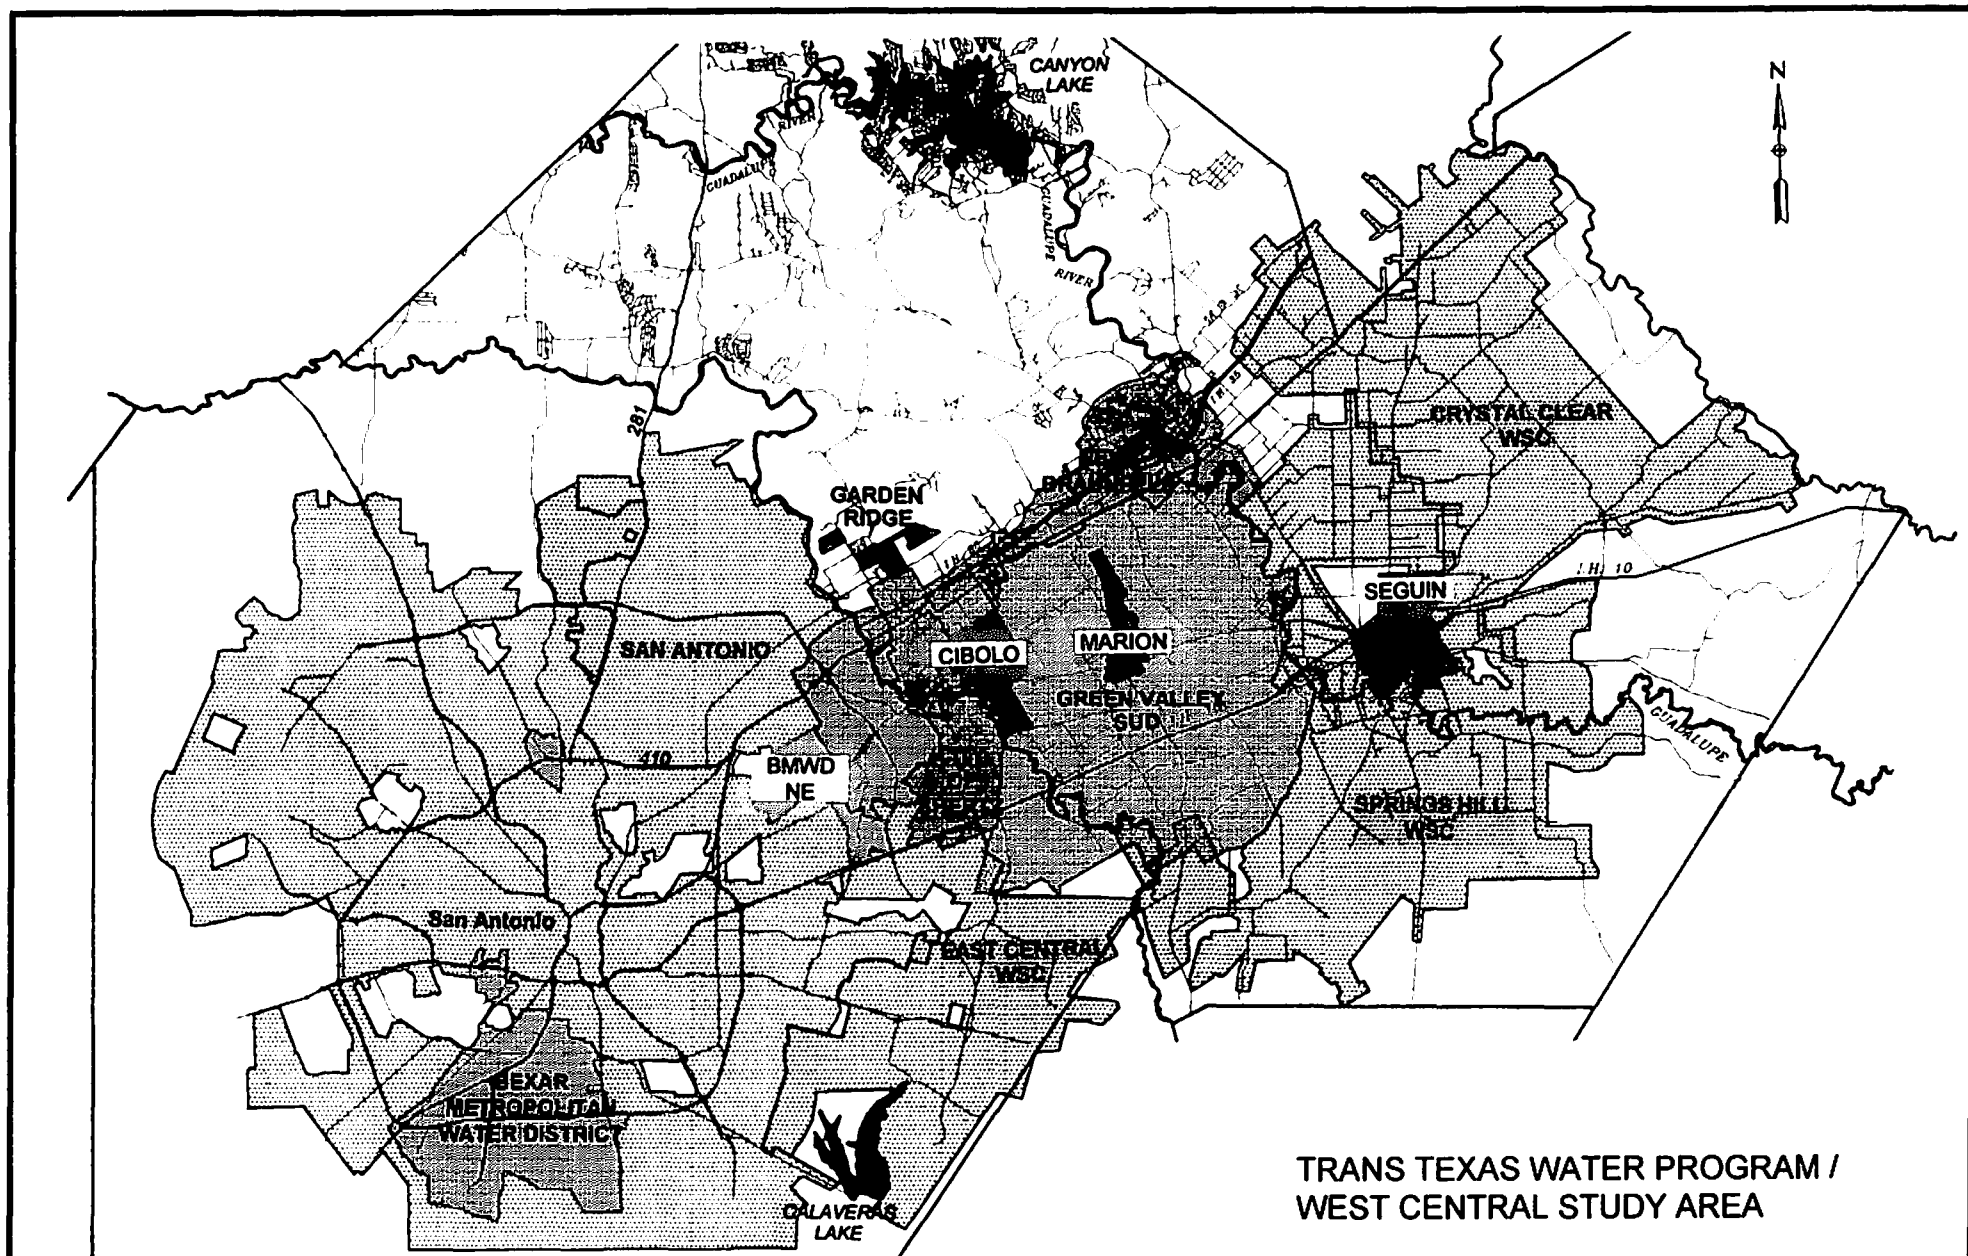 CANYON
LAKE
N
RIVER
GUADALUPE
GUADALUPE
RIVER
I.H. 35
281
CRYSTAL CLEAR
WSC
GARDEN
RIDGE
I.H. 10
SEGUIN
SAN ANTONIO
CIBOLO
MARION
GREEN VALLEY
SUD
GUADALUPE
410
BMWD
NE
SPRINGS HILL
WSC
San Antonio
EAST CENTRAL
WSC
BEXAR
METROPOLITAN
WATER DISTRICT
CALAVERAS
LAKE
TRANS TEXAS WATER PROGRAM /
WEST CENTRAL STUDY AREA